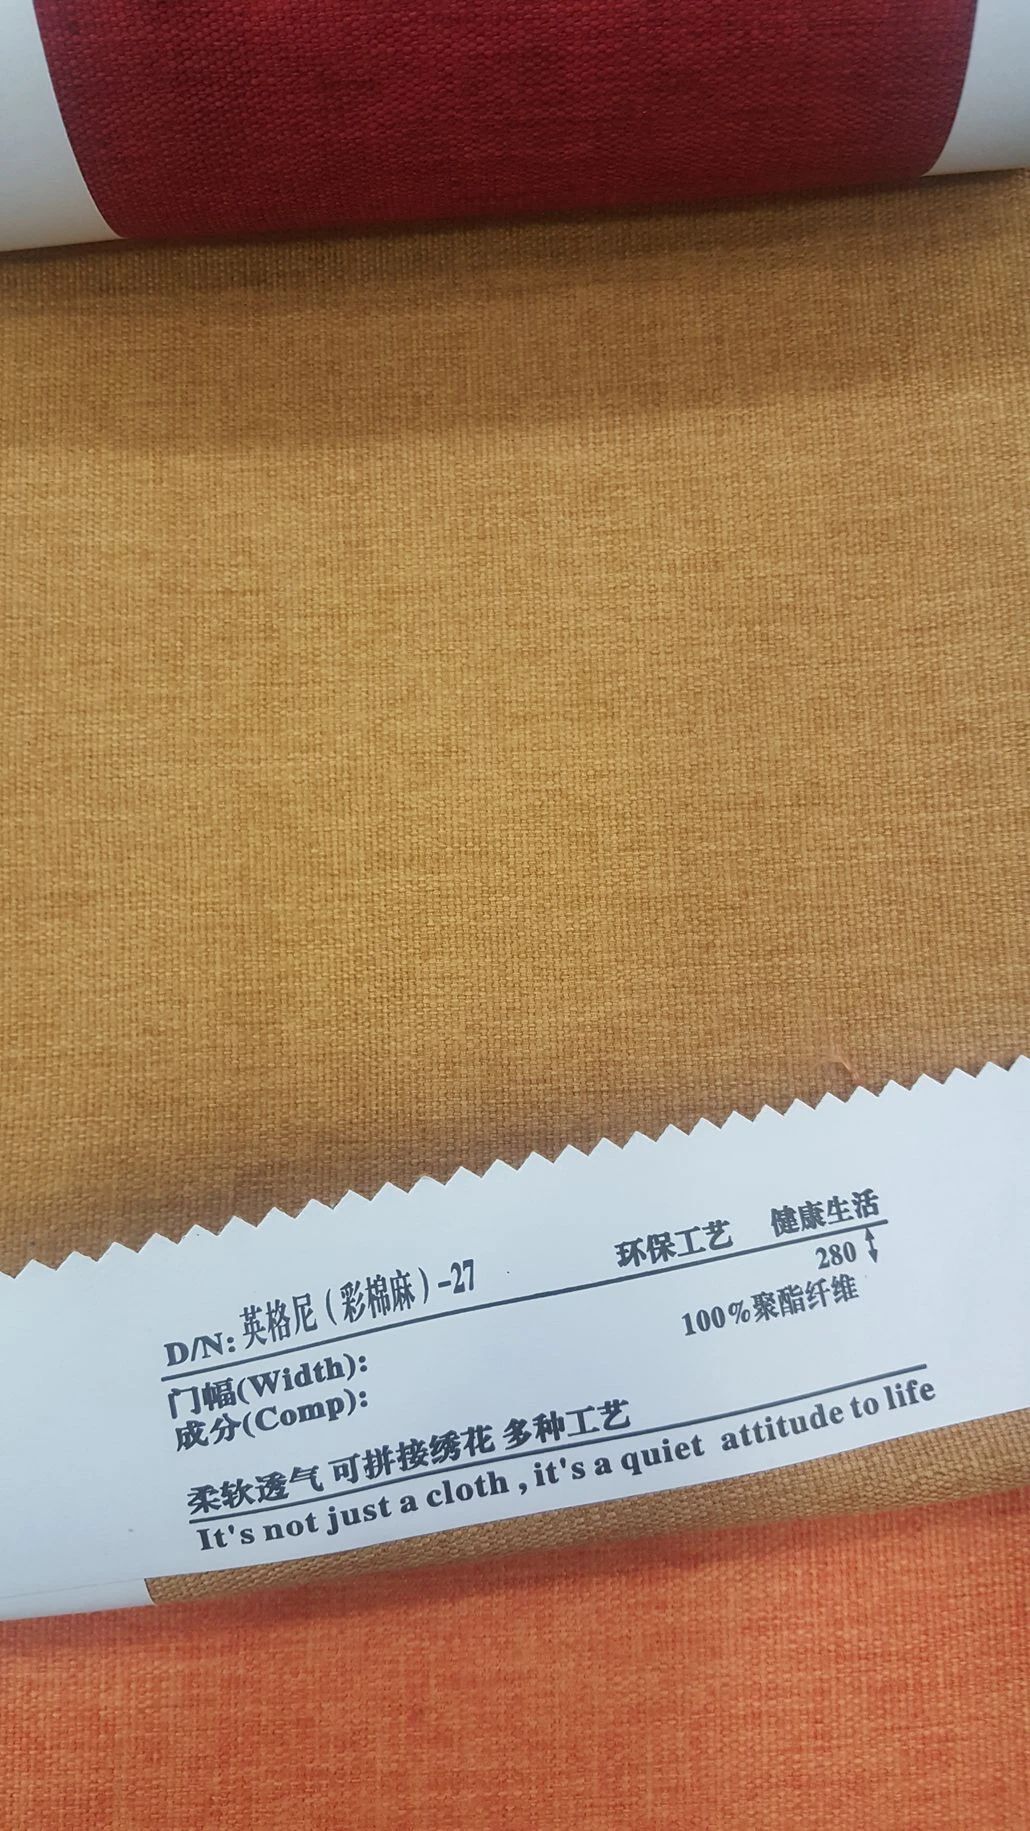 D/N: 英格尼（彩棉麻）-27 环保工艺 健康生活
门幅(Width): 280
成分(Comp): 100%聚酯纤维
柔软透气 可拼接绣花 多种工艺
It's not just a cloth , it's a quiet attitude to life